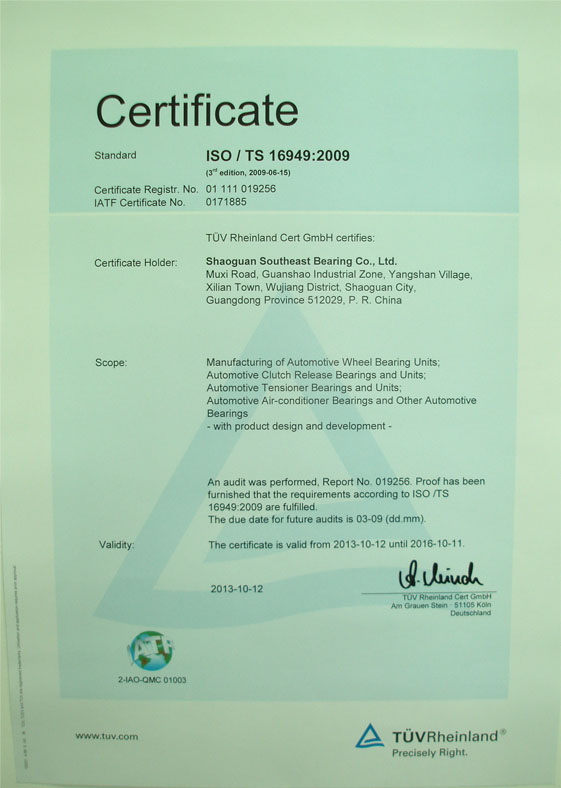 Certificate
Standard ISO / TS 16949:2009
(3rd edition, 2009-06-15)
Certificate Registr. No. 01 111 019256
IATF Certificate No. 0171885
TÜV Rheinland Cert GmbH certifies:
Certificate Holder: Shaoguan Southeast Bearing Co., Ltd.
Muxi Road, Guanshao Industrial Zone, Yangshan Village,
Xilian Town, Wujiang District, Shaoguan City,
Guangdong Province 512029, P. R. China
Scope: Manufacturing of Automotive Wheel Bearing Units;
Automotive Clutch Release Bearings and Units;
Automotive Tensioner Bearings and Units;
Automotive Air-conditioner Bearings and Other Automotive
Bearings
- with product design and development -
An audit was performed, Report No. 019256. Proof has been
furnished that the requirements according to ISO /TS
16949:2009 are fulfilled.
The due date for future audits is 03-09 (dd.mm).
Validity: The certificate is valid from 2013-10-12 until 2016-10-11.
2013-10-12
TÜV Rheinland Cert GmbH
Am Grauen Stein · 51105 Köln
Deutschland
IATF
2-IAO-QMC 01003
www.tuv.com
TÜVRheinland®
Precisely Right.